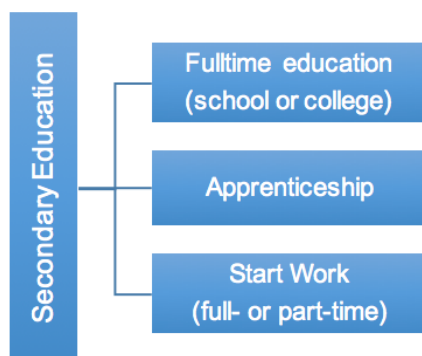 Secondary Education
Fulltime education
(school or college)
Apprenticeship
Start Work
(full- or part-time)